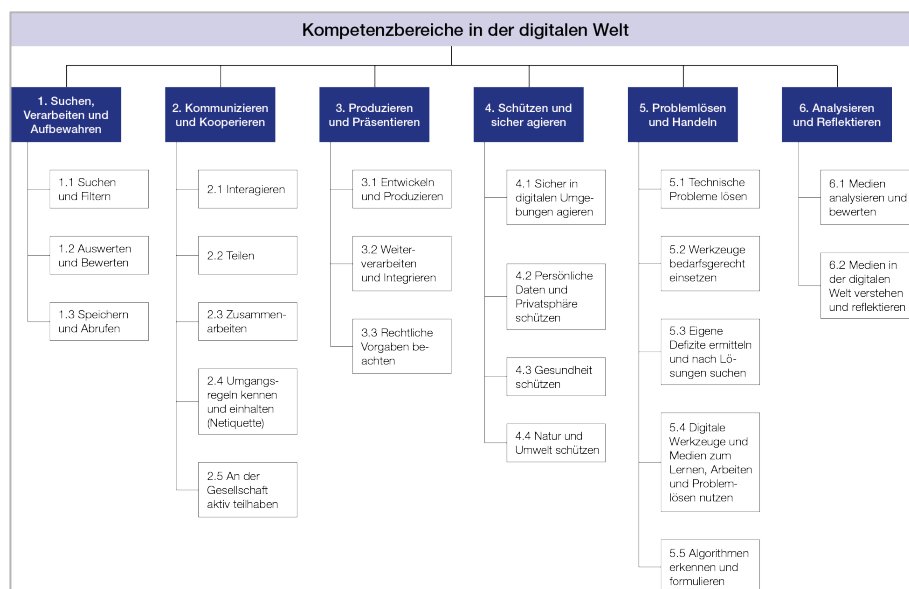 Kompetenzbereiche in der digitalen Welt
1. Suchen,
Verarbeiten und
Aufbewahren
1.1 Suchen
und Filtern
1.2 Auswerten
und Bewerten
1.3 Speichern
und Abrufen
2. Kommunizieren
und Kooperieren
2.1 Interagieren
2.2 Teilen
2.3 Zusammen-
arbeiten
2.4 Umgangs-
regeln kennen
und einhalten
(Netiquette)
2.5 An der
Gesellschaft
aktiv teilhaben
3. Produzieren
und Präsentieren
3.1 Entwickeln
und Produzieren
3.2 Weiter-
verarbeiten
und Integrieren
3.3 Rechtliche
Vorgaben be-
achten
4. Schützen und
sicher agieren
4.1 Sicher in
digitalen Umge-
bungen agieren
4.2 Persönliche
Daten und
Privatsphäre
schützen
4.3 Gesundheit
schützen
4.4 Natur und
Umwelt schützen
5. Problemlösen
und Handeln
5.1 Technische
Probleme lösen
5.2 Werkzeuge
bedarfsgerecht
einsetzen
5.3 Eigene
Defizite ermitteln
und nach Lö-
sungen suchen
5.4 Digitale
Werkzeuge und
Medien zum
Lernen, Arbeiten
und Problem-
lösen nutzen
5.5 Algorithmen
erkennen und
formulieren
6. Analysieren
und Reflektieren
6.1 Medien
analysieren und
bewerten
6.2 Medien in
der digitalen
Welt verstehen
und reflektieren